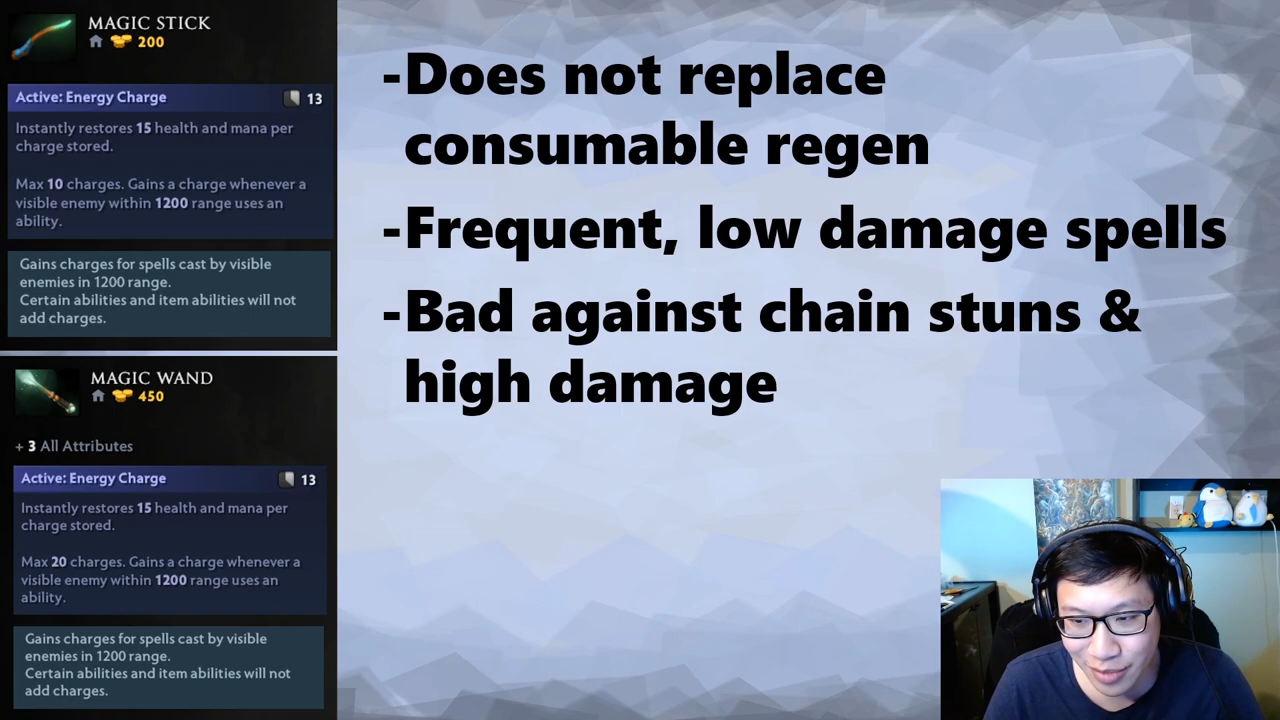 MAGIC STICK
200
Active: Energy Charge 13
Instantly restores 15 health and mana per
charge stored.
Max 10 charges. Gains a charge whenever a
visible enemy within 1200 range uses an
ability.
Gains charges for spells cast by visible
enemies in 1200 range.
Certain abilities and item abilities will not
add charges.
MAGIC WAND
450
+ 3 All Attributes
Active: Energy Charge 13
Instantly restores 15 health and mana per
charge stored.
Max 20 charges. Gains a charge whenever a
visible enemy within 1200 range uses an
ability.
Gains charges for spells cast by visible
enemies in 1200 range.
Certain abilities and item abilities will not
add charges.
-Does not replace
consumable regen
-Frequent, low damage spells
-Bad against chain stuns &
high damage